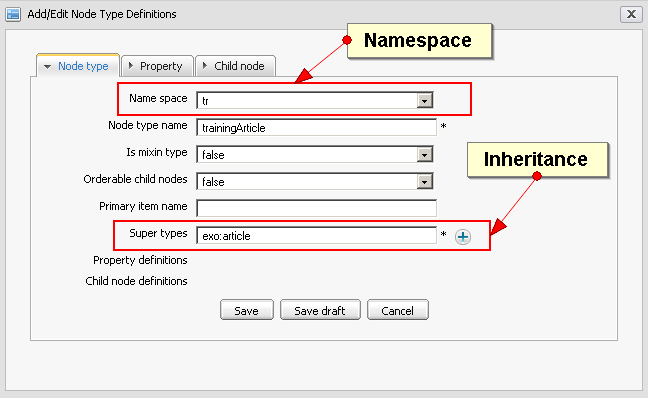 Add/Edit Node Type Definitions
Namespace
Node type Property Child node
Name space tr
Node type name trainingArticle *
Is mixin type false
Inheritance
Orderable child nodes false
Primary item name
Super types exo:article *
Property definitions
Child node definitions
Save Save draft Cancel